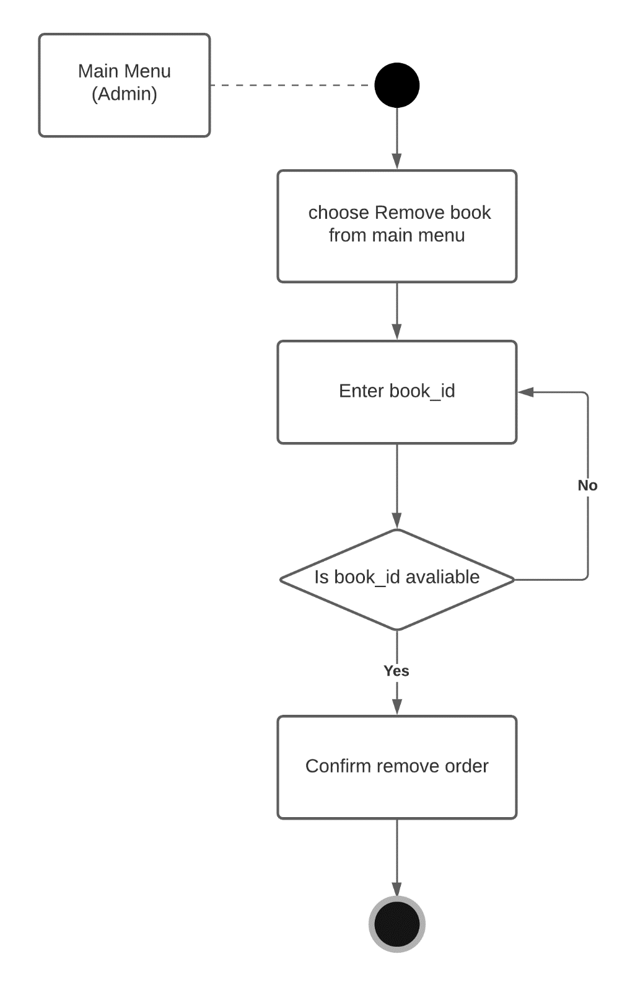 Main Menu
(Admin)
choose Remove book
from main menu
Enter book_id
No
Is book_id avaliable
Yes
Confirm remove order